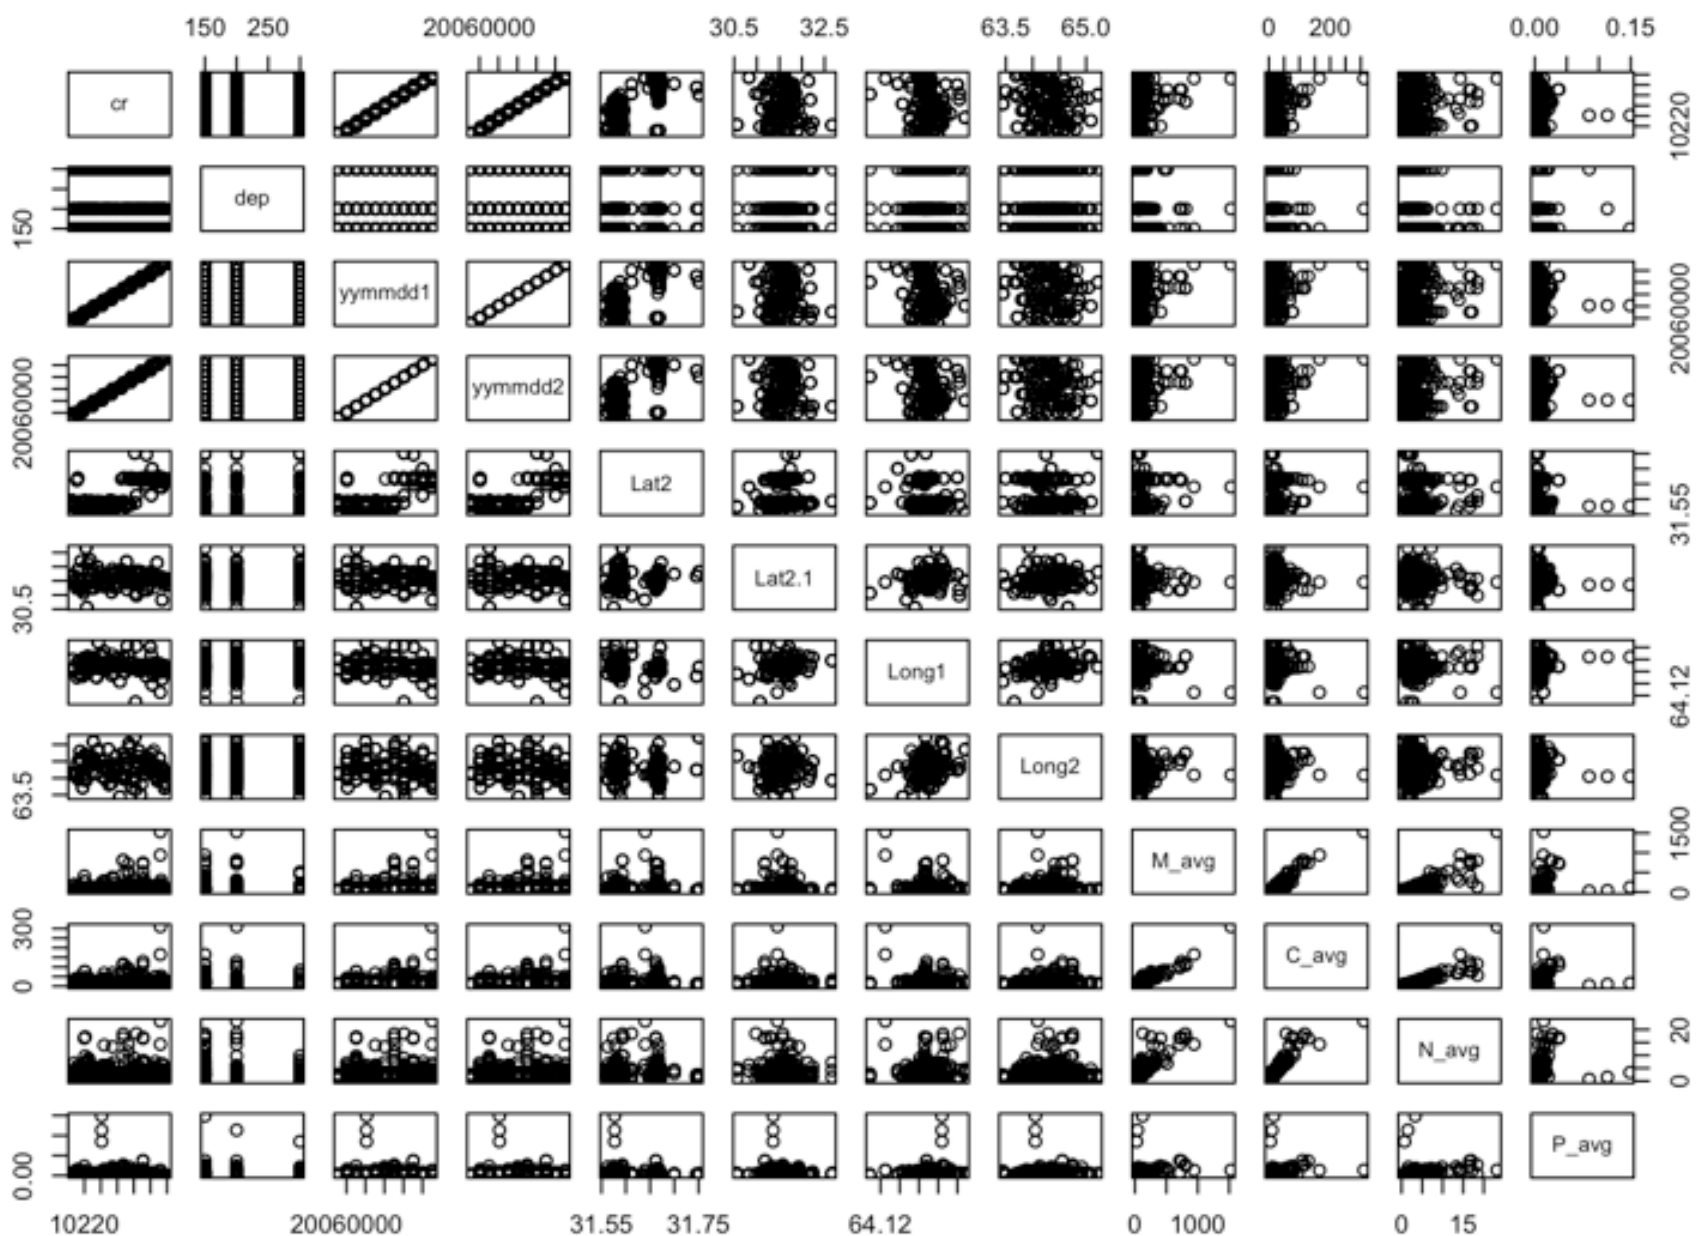 150 250 20060000 30.5 32.5 63.5 65.0 0 200 0.00 0.15
cr
10220
dep
150
yymmdd1
20060000
yymmdd2
20060000
Lat2
31.55
Lat2.1
30.5
Long1
64.12
Long2
63.5
M_avg
0 1500
C_avg
0 300
N_avg
0 20
P_avg
0.00
10220 20060000 31.55 31.75 64.12 0 1000 0 15